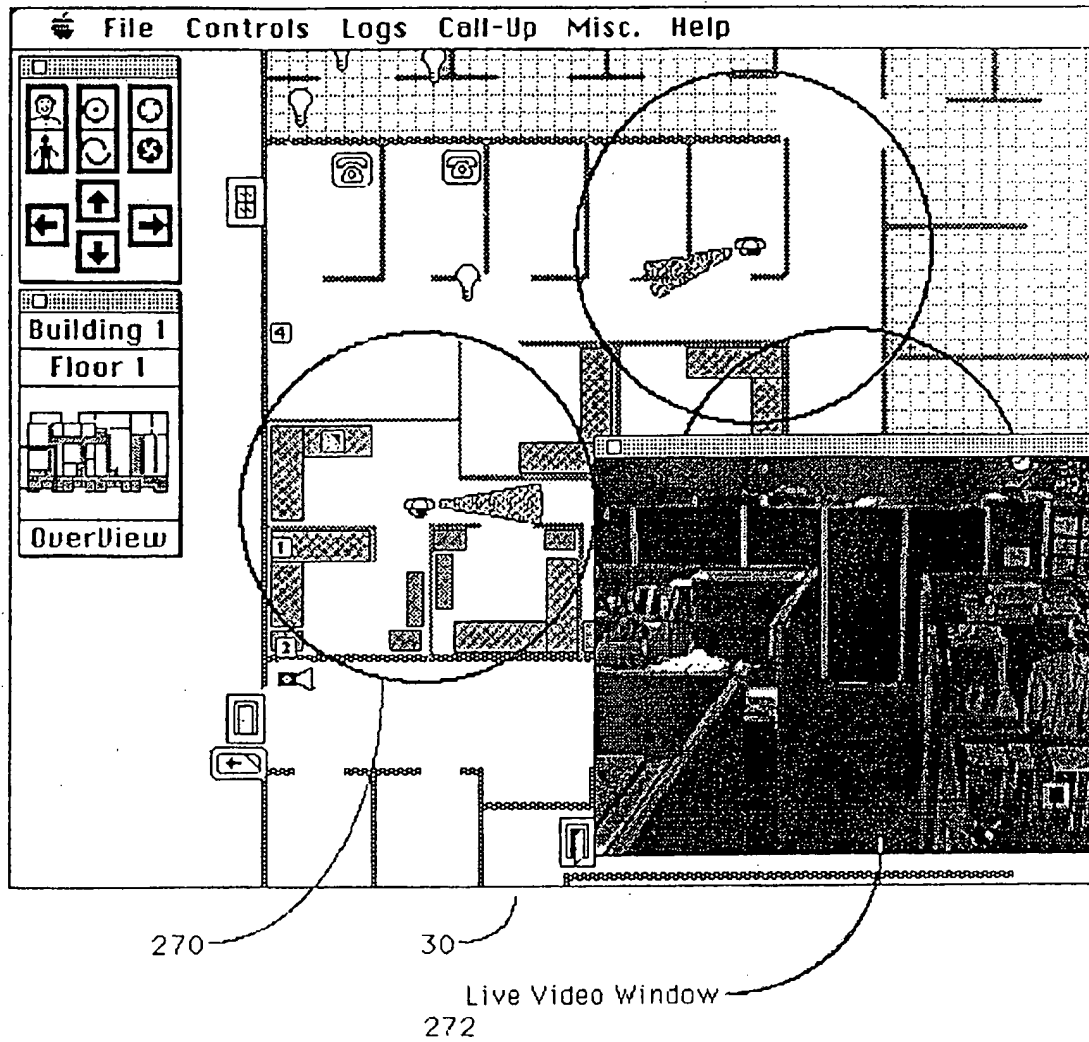 File Controls Logs Call-Up Misc. Help
Building 1
Floor 1
OverView
4
1
2
270
30
Live Video Window
272